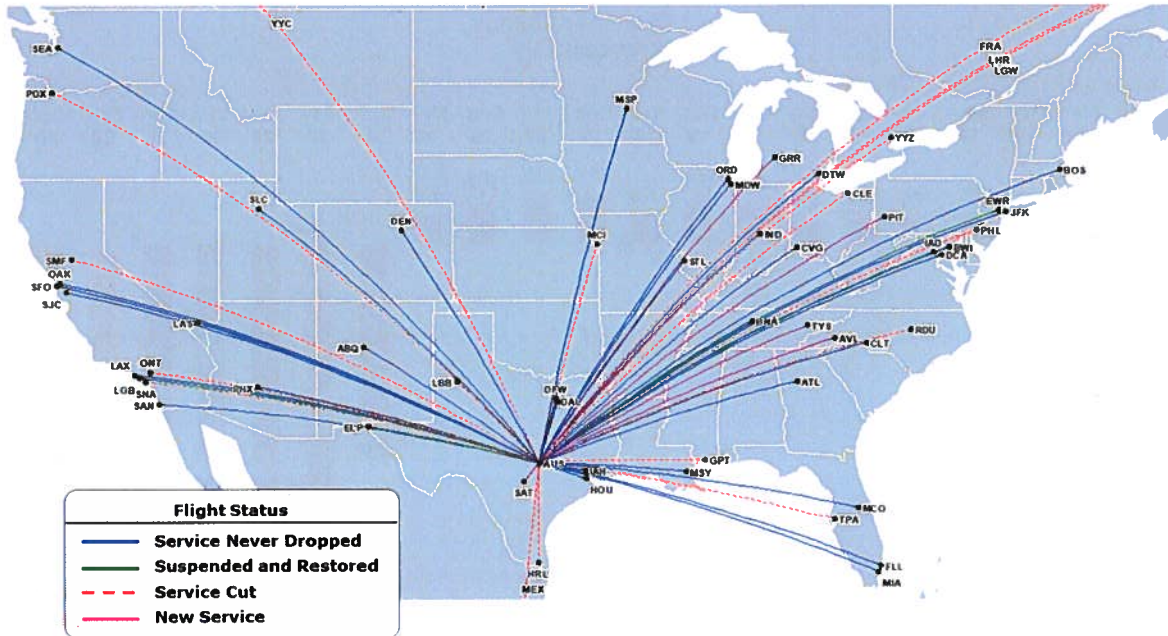 YYC
FRA
SEA
LHR
LGW
PDX
MSP
YYZ
GRR
ORD
DTW
BOS
MDW
CLE
SLC
EWR
JFK
DEN
PIT
PHL
MCI
IND
CVG
IAD
BWI
DCA
SMF
STL
OAK
SFO
SJC
LAS
BNA
TYS
RDU
ABQ
AVL
CLT
LAX
ONT
LGB
SNA
PHX
LBB
ATL
DFW
DAL
SAN
ELP
AUS
GPT
IAH
MSY
SAT
HOU
MCO
TPA
HRL
FLL
MEX
MIA
Flight Status
Service Never Dropped
Suspended and Restored
Service Cut
New Service